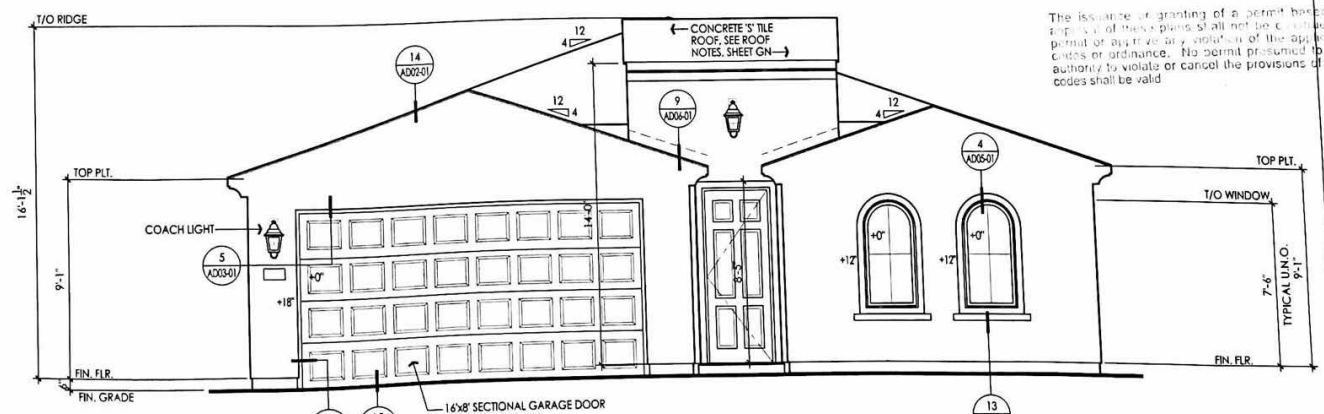 T/O RIDGE
16'-1½"
TOP PLT.
9'-1"
FIN. FLR.
6"
FIN. GRADE
14
AD02-01
12
4
CONCRETE 'S' TILE
ROOF, SEE ROOF
NOTES, SHEET GN
12
4
9
AD06-01
12
4
4
AD05-01
The issuance or granting of a permit based
of these plans shall not be
permit or approve any violation of the
codes or ordinance. No permit presumed to
authority to violate or cancel the provisions of
codes shall be valid
COACH LIGHT
5
AD03-01
+0"
+18"
14'-0"
8'-5"
+0"
+12"
+0"
+12"
TOP PLT.
T/O WINDOW
7'-6"
TYPICAL U.N.O.
9'-1"
FIN. FLR.
16'x8' SECTIONAL GARAGE DOOR
13